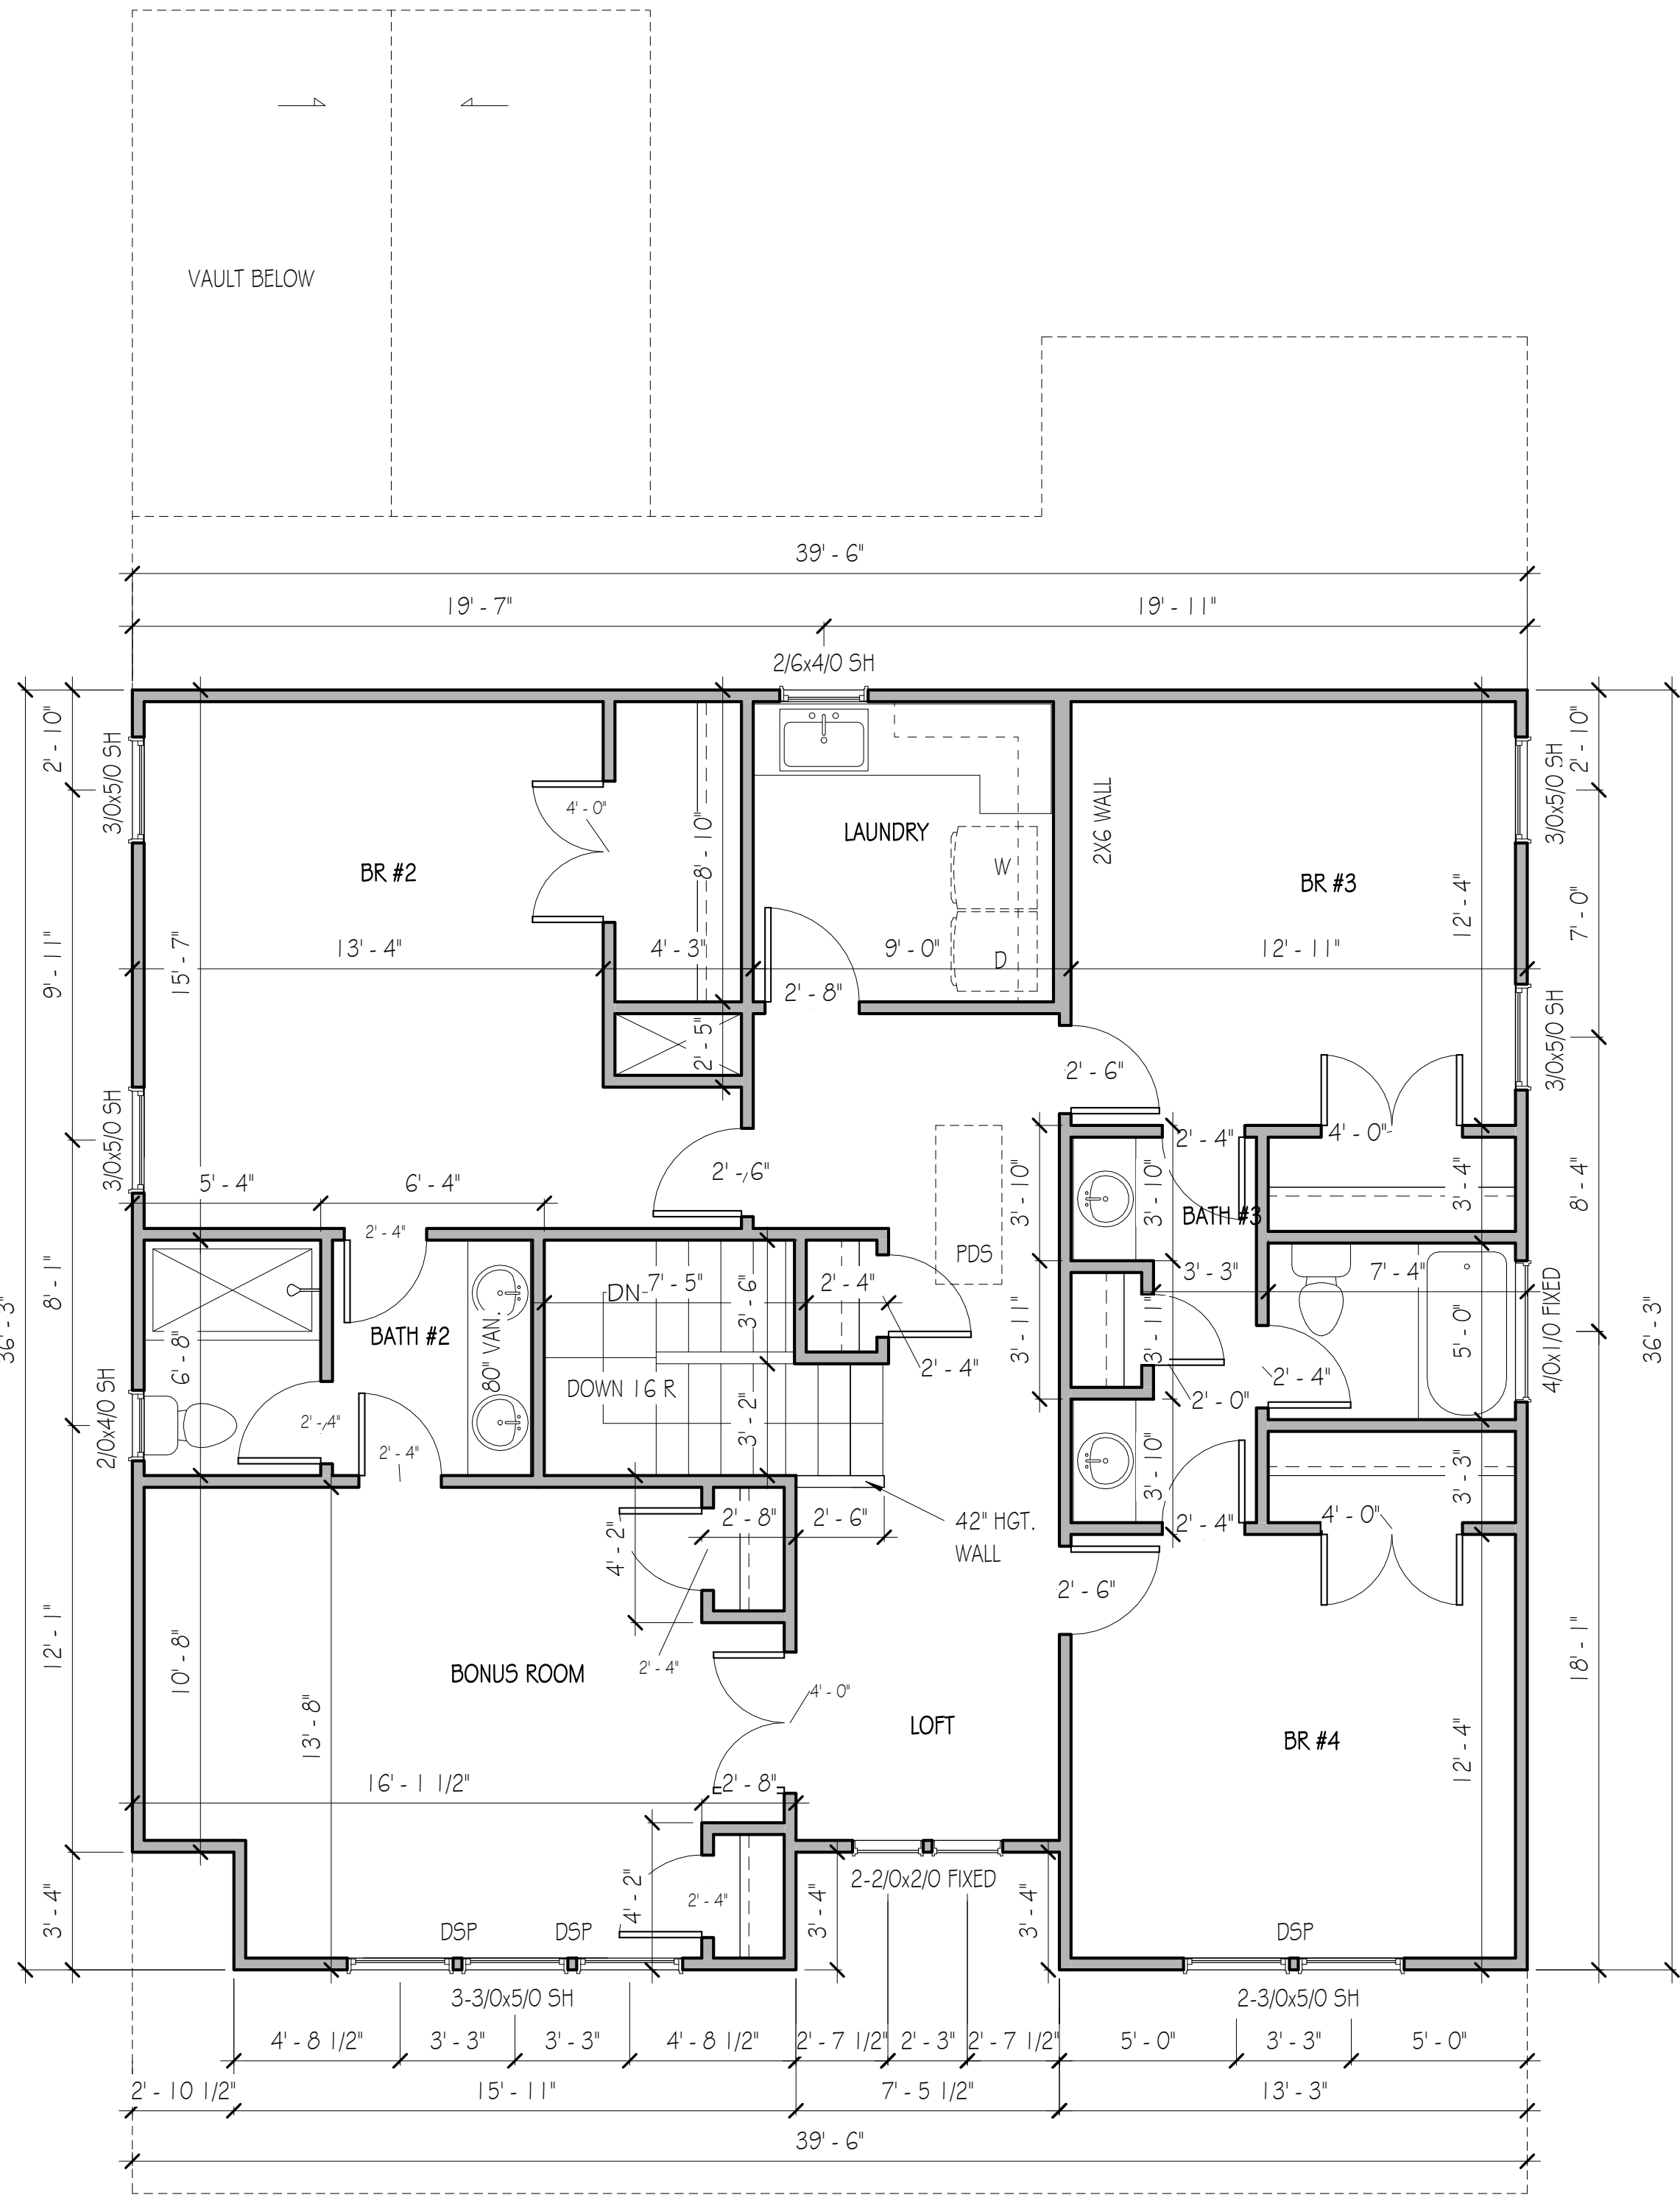 VAULT BELOW
39' - 6"
19' - 7"
19' - 11"
2/6x4/0 SH
2' - 10"
3/0x5/0 SH
4' - 0"
8' - 10"
LAUNDRY
2X6 WALL
3/0x5/0 SH
2' - 10"
BR #2
W
BR #3
12' - 4"
7' - 0"
9' - 11"
15' - 7"
13' - 4"
4' - 3"
9' - 0"
D
12' - 11"
2' - 8"
2' - 5"
2' - 6"
3/0x5/0 SH
3/0x5/0 SH
5' - 4"
6' - 4"
2' - 6"
2' - 4"
4' - 0"
3' - 10"
3' - 10"
BATH #3
3' - 4"
8' - 4"
2' - 4"
PDS
8' - 1"
DN
7' - 5"
3' - 6"
2' - 4"
3' - 3"
7' - 4"
36' - 3"
6' - 8"
BATH #2
80" VAN.
3' - 11"
3' - 11"
5' - 0"
4/0x1/0 FIXED
36' - 3"
2' - 4"
2' - 4"
2' - 0"
DOWN 16 R
2/0x4/0 SH
2' - 4"
2' - 4"
3' - 2"
3' - 10"
3' - 3"
2' - 8"
2' - 6"
42" HGT.
WALL
2' - 4"
4' - 0"
4' - 2"
2' - 6"
12' - 1"
10' - 8"
BONUS ROOM
2' - 4"
4' - 0"
18' - 1"
13' - 8"
LOFT
BR #4
12' - 4"
16' - 1 1/2"
2' - 8"
3' - 4"
4' - 2"
2' - 4"
3' - 4"
2-2/0x2/0 FIXED
3' - 4"
DSP
DSP
DSP
3-3/0x5/0 SH
2-3/0x5/0 SH
4' - 8 1/2"
3' - 3"
3' - 3"
4' - 8 1/2"
2' - 7 1/2"
2' - 3"
2' - 7 1/2"
5' - 0"
3' - 3"
5' - 0"
2' - 10 1/2"
15' - 11"
7' - 5 1/2"
13' - 3"
39' - 6"